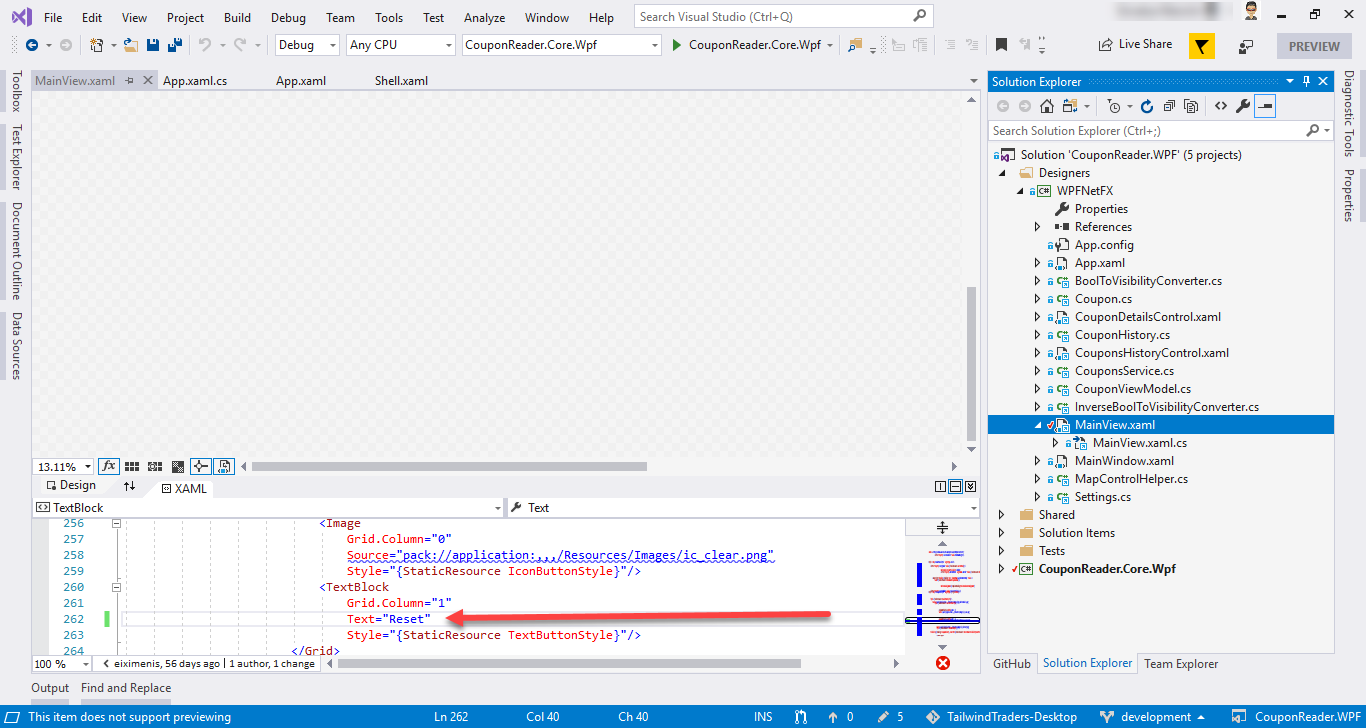 File Edit View Project Build Debug Team Tools Test Analyze Window Help Search Visual Studio (Ctrl+Q)
Debug Any CPU CouponReader.Core.Wpf CouponReader.Core.Wpf Live Share PREVIEW
MainView.xaml App.xaml.cs App.xaml Shell.xaml
Toolbox
Test Explorer
Document Outline
Data Sources
13.11%
Design XAML
TextBlock Text
256 <Image
257 Grid.Column="0"
258 Source="pack://application:,,,/Resources/Images/ic_clear.png"
259 Style="{StaticResource IconButtonStyle}"/>
260 <TextBlock
261 Grid.Column="1"
262 Text="Reset"
263 Style="{StaticResource TextButtonStyle}"/>
264 </Grid>
100 % eiximenis, 56 days ago | 1 author, 1 change
Output Find and Replace
Solution Explorer
Search Solution Explorer (Ctrl+;)
Solution 'CouponReader.WPF' (5 projects)
Designers
C# WPFNetFX
Properties
References
App.config
App.xaml
C# BoolToVisibilityConverter.cs
C# Coupon.cs
CouponDetailsControl.xaml
C# CouponHistory.cs
CouponsHistoryControl.xaml
C# CouponsService.cs
C# CouponViewModel.cs
C# InverseBoolToVisibilityConverter.cs
MainView.xaml
MainView.xaml.cs
MainWindow.xaml
C# MapControlHelper.cs
C# Settings.cs
Shared
Solution Items
Tests
C# CouponReader.Core.Wpf
GitHub Solution Explorer Team Explorer
Diagnostic Tools
Properties
This item does not support previewing Ln 262 Col 40 Ch 40 INS 0 5 TailwindTraders-Desktop development CouponReader.WPF